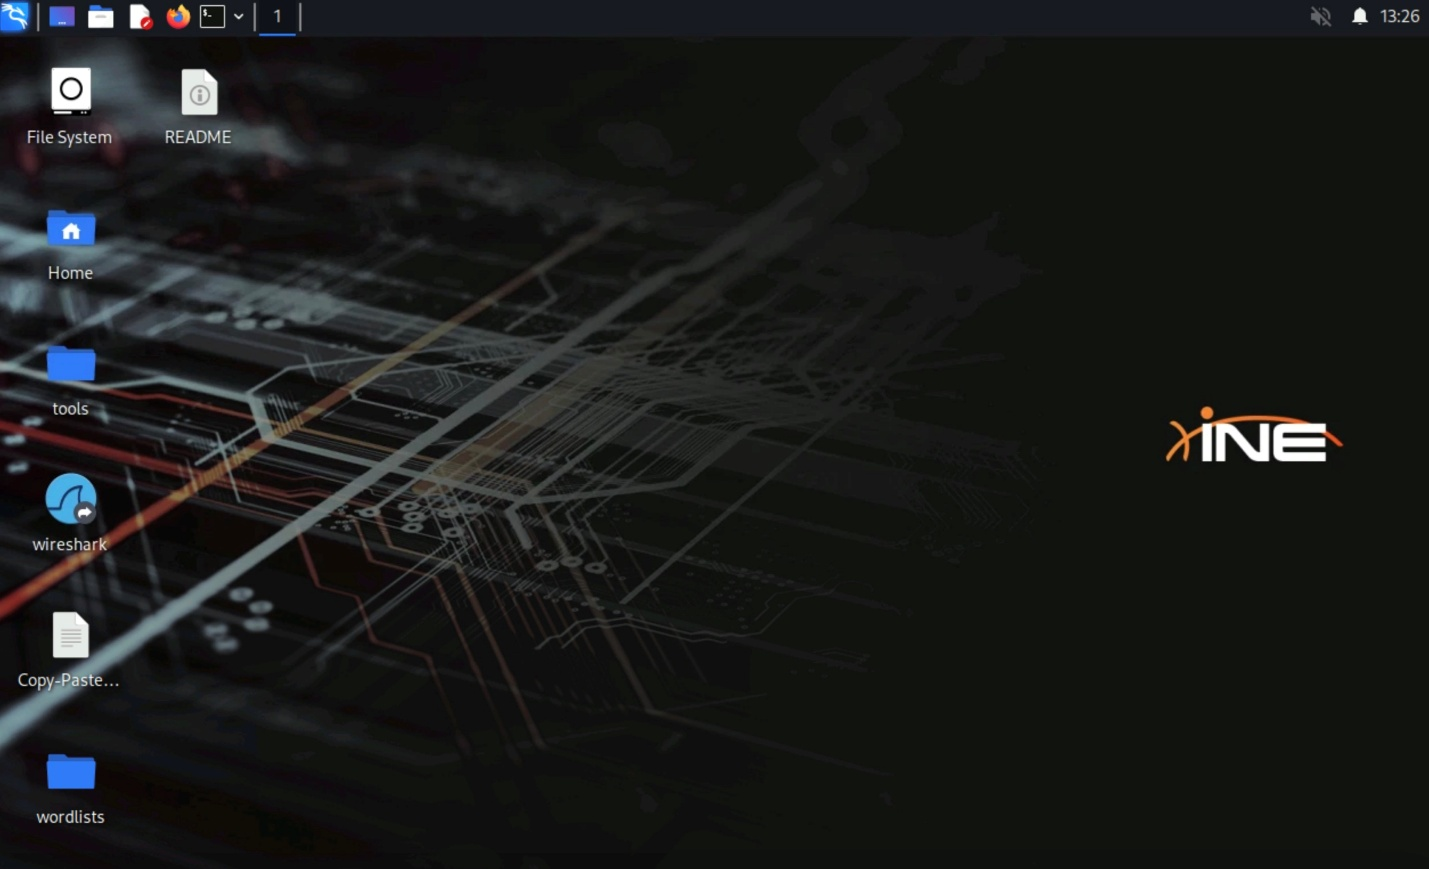 1
13:26
File System
README
Home
tools
iNE
wireshark
Copy-Paste...
wordlists